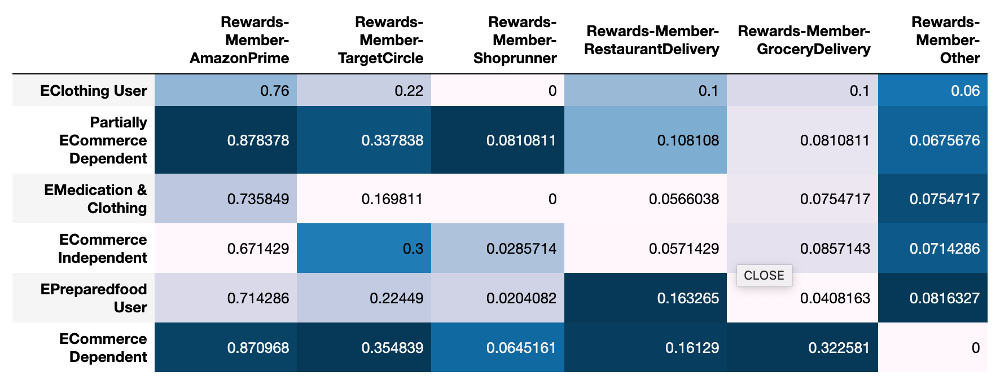 Rewards-
Member-
AmazonPrime
Rewards-
Member-
TargetCircle
Rewards-
Member-
Shoprunner
Rewards-Member-
RestaurantDelivery
Rewards-Member-
GroceryDelivery
Rewards-
Member-
Other
EClothing User 0.76 0.22 0 0.1 0.1 0.06
Partially
ECommerce
Dependent
0.878378 0.337838 0.0810811 0.108108 0.0810811 0.0675676
EMedication &
Clothing
0.735849 0.169811 0 0.0566038 0.0754717 0.0754717
ECommerce
Independent
0.671429 0.3 0.0285714 0.0571429 0.0857143 0.0714286
CLOSE
EPreparedfood
User
0.714286 0.22449 0.0204082 0.163265 0.0408163 0.0816327
ECommerce
Dependent
0.870968 0.354839 0.0645161 0.16129 0.322581 0